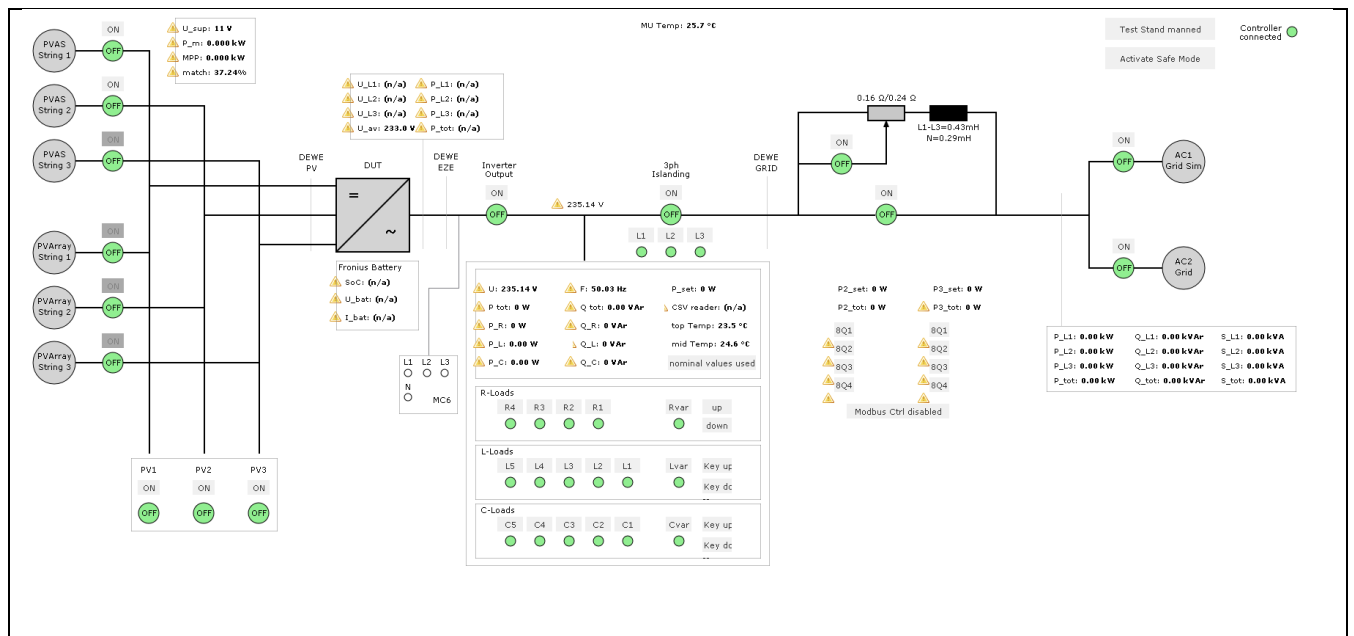 MU Temp: 25.7 °C
Test Stand manned
Controller connected
Activate Safe Mode
PVAS String 1
ON
OFF
U_sup: 11 V
P_m: 0.000 kW
MPP: 0.000 kW
match: 37.24%
PVAS String 2
ON
OFF
PVAS String 3
ON
OFF
U_L1: (n/a) P_L1: (n/a)
U_L2: (n/a) P_L2: (n/a)
U_L3: (n/a) P_L3: (n/a)
U_av: 233.0 V P_tot: (n/a)
0.16 Ω/0.24 Ω
L1-L3=0.43mH
N=0.29mH
ON
OFF
DEWE PV
DUT
=
~
DEWE EZE
Inverter Output
ON
OFF
235.14 V
3ph Islanding
ON
OFF
L1 L2 L3
DEWE GRID
ON
OFF
ON
OFF
AC1 Grid Sim
ON
OFF
AC2 Grid
PVArray String 1
ON
OFF
PVArray String 2
ON
OFF
PVArray String 3
ON
OFF
Fronius Battery
SoC: (n/a)
U_bat: (n/a)
I_bat: (n/a)
L1 L2 L3
N
MC6
U: 235.14 V F: 50.03 Hz P_set: 0 W
P tot: 0 W Q tot: 0.00 VAr CSV reader: (n/a)
P_R: 0 W Q_R: 0 VAr top Temp: 23.5 °C
P_L: 0.00 W Q_L: 0 VAr mid Temp: 24.6 °C
P_C: 0.00 W Q_C: 0 VAr nominal values used
R-Loads
R4 R3 R2 R1 Rvar up
down
L-Loads
L5 L4 L3 L2 L1 Lvar Key up
Key dc
C-Loads
C5 C4 C3 C2 C1 Cvar Key up
Key dc
P2_set: 0 W P3_set: 0 W
P2_tot: 0 W P3_tot: 0 W
8Q1 8Q1
8Q2 8Q2
8Q3 8Q3
8Q4 8Q4
Modbus Ctrl disabled
P_L1: 0.00 kW Q_L1: 0.00 kVAr S_L1: 0.00 kVA
P_L2: 0.00 kW Q_L2: 0.00 kVAr S_L2: 0.00 kVA
P_L3: 0.00 kW Q_L3: 0.00 kVAr S_L3: 0.00 kVA
P_tot: 0.00 kW Q_tot: 0.00 kVAr S_tot: 0.00 kVA
PV1 PV2 PV3
ON ON ON
OFF OFF OFF